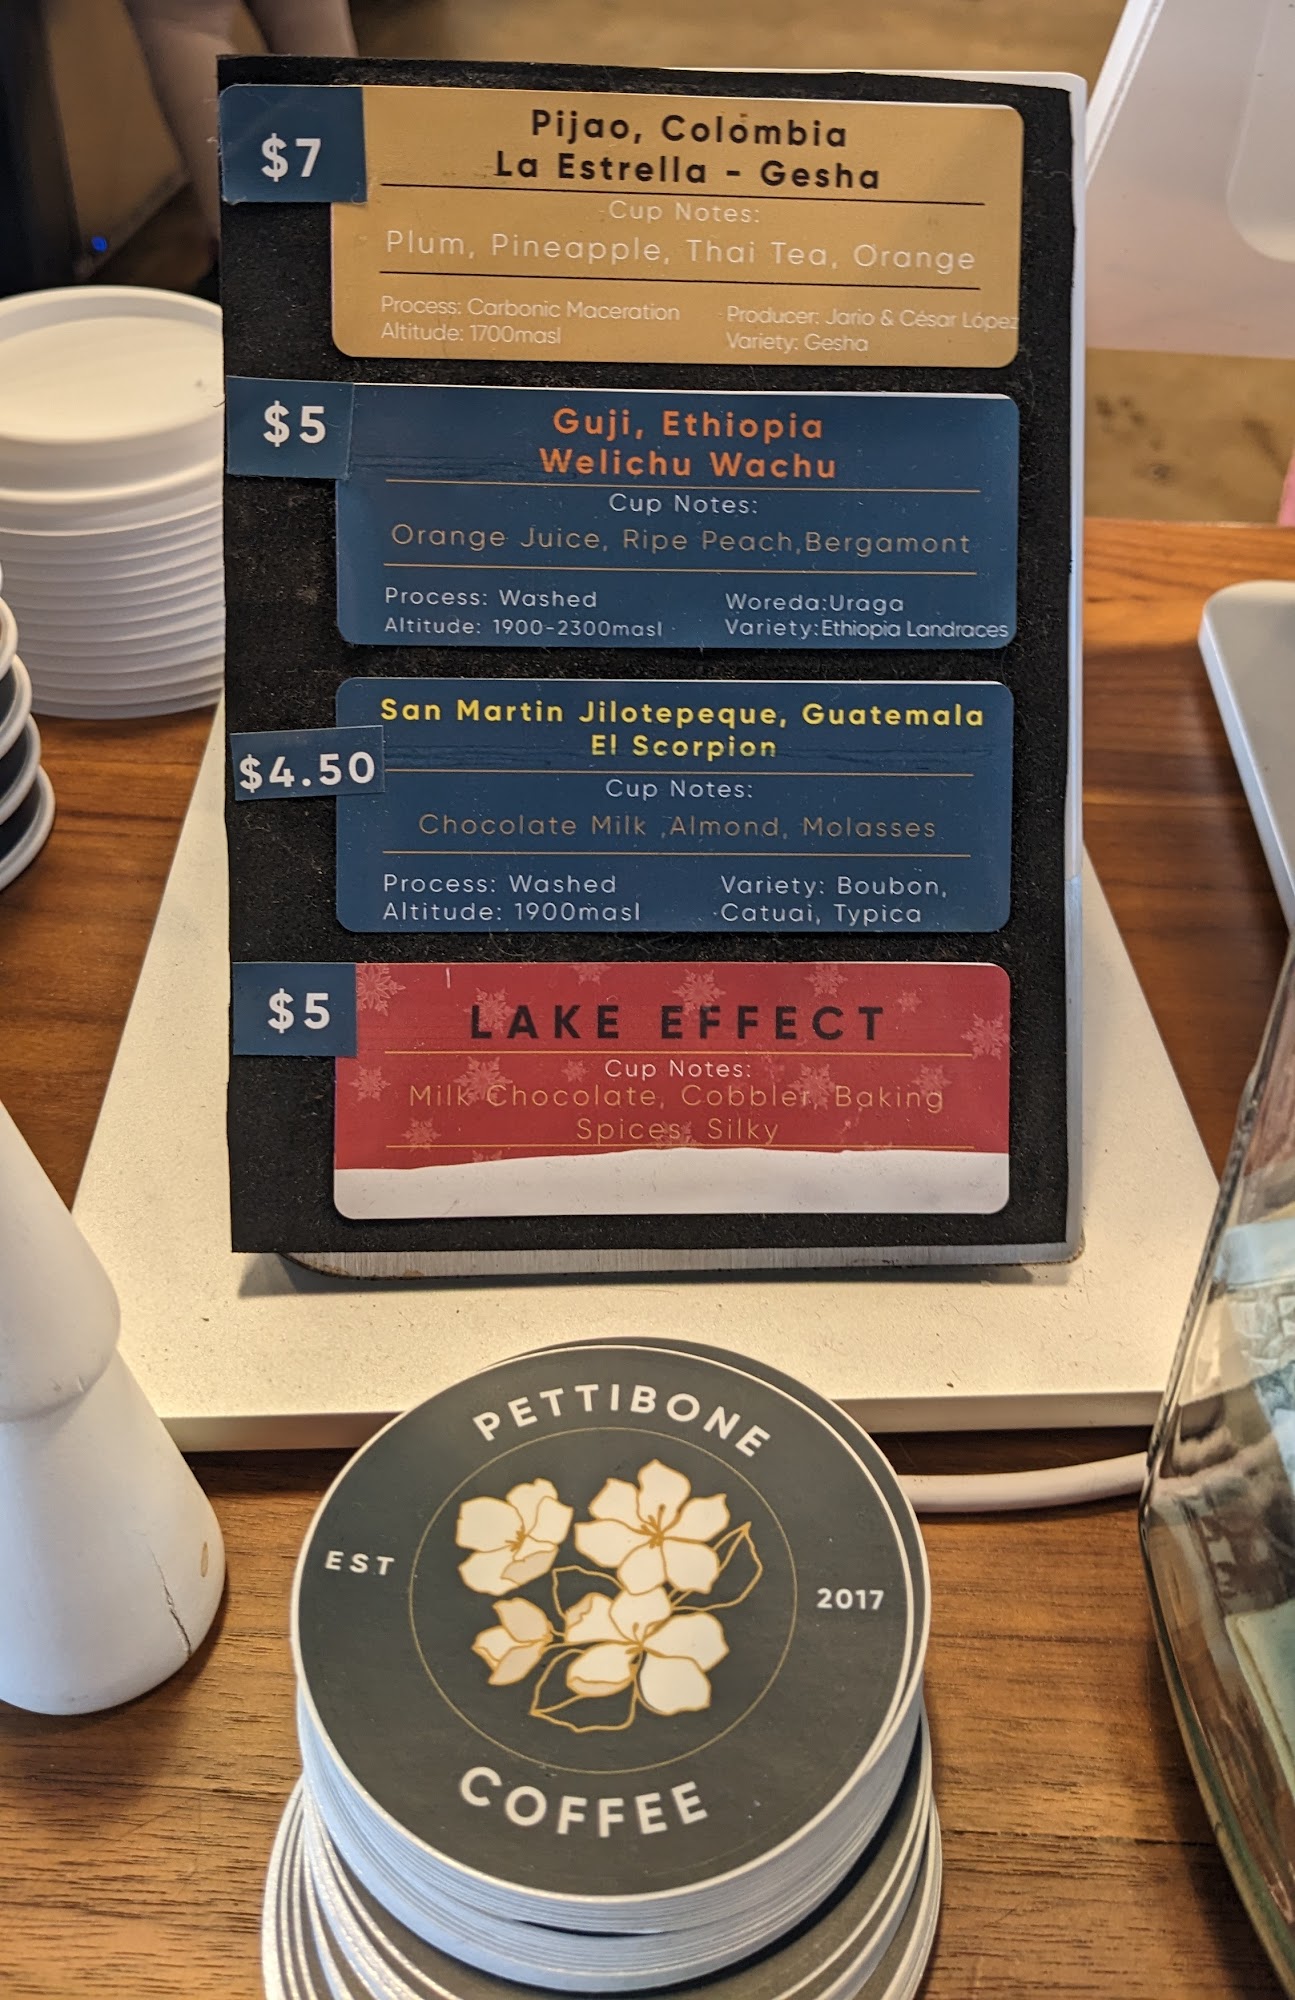 $7
Pijao, Colombia
La Estrella - Gesha
Cup Notes:
Plum, Pineapple, Thai Tea, Orange
Process: Carbonic Maceration
Altitude: 1700masl
Producer: Jario & César López
Variety: Gesha
$5
Guji, Ethiopia
Welichu Wachu
Cup Notes:
Orange Juice, Ripe Peach,Bergamont
Process: Washed
Altitude: 1900-2300masl
Woreda:Uraga
Variety:Ethiopia Landraces
$4.50
San Martin Jilotepeque, Guatemala
El Scorpion
Cup Notes:
Chocolate Milk ,Almond, Molasses
Process: Washed
Altitude: 1900masl
Variety: Boubon,
Catuai, Typica
$5
LAKE EFFECT
Cup Notes:
Milk Chocolate, Cobbler, Baking
Spices, Silky
PETTIBONE
EST 2017
COFFEE